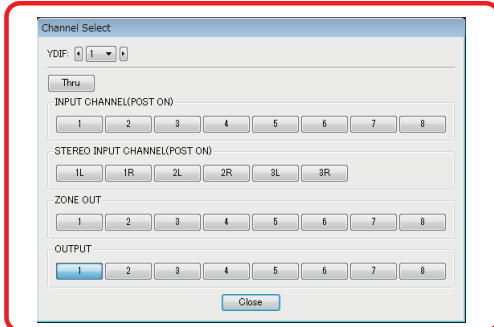 Channel Select
YDIF: 1
Thru
INPUT CHANNEL(POST ON)
1 2 3 4 5 6 7 8
STEREO INPUT CHANNEL(POST ON)
1L 1R 2L 2R 3L 3R
ZONE OUT
1 2 3 4 5 6 7 8
OUTPUT
1 2 3 4 5 6 7 8
Close